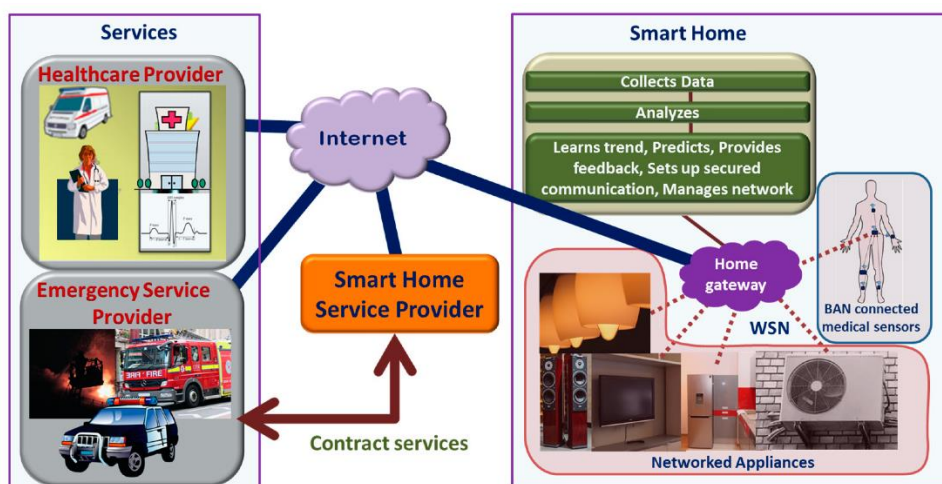 Services
Healthcare Provider
Emergency Service
Provider
Internet
Smart Home
Service Provider
Contract services
Smart Home
Collects Data
Analyzes
Learns trend, Predicts, Provides
feedback, Sets up secured
communication, Manages network
Home
gateway
WSN
BAN connected
medical sensors
Networked Appliances